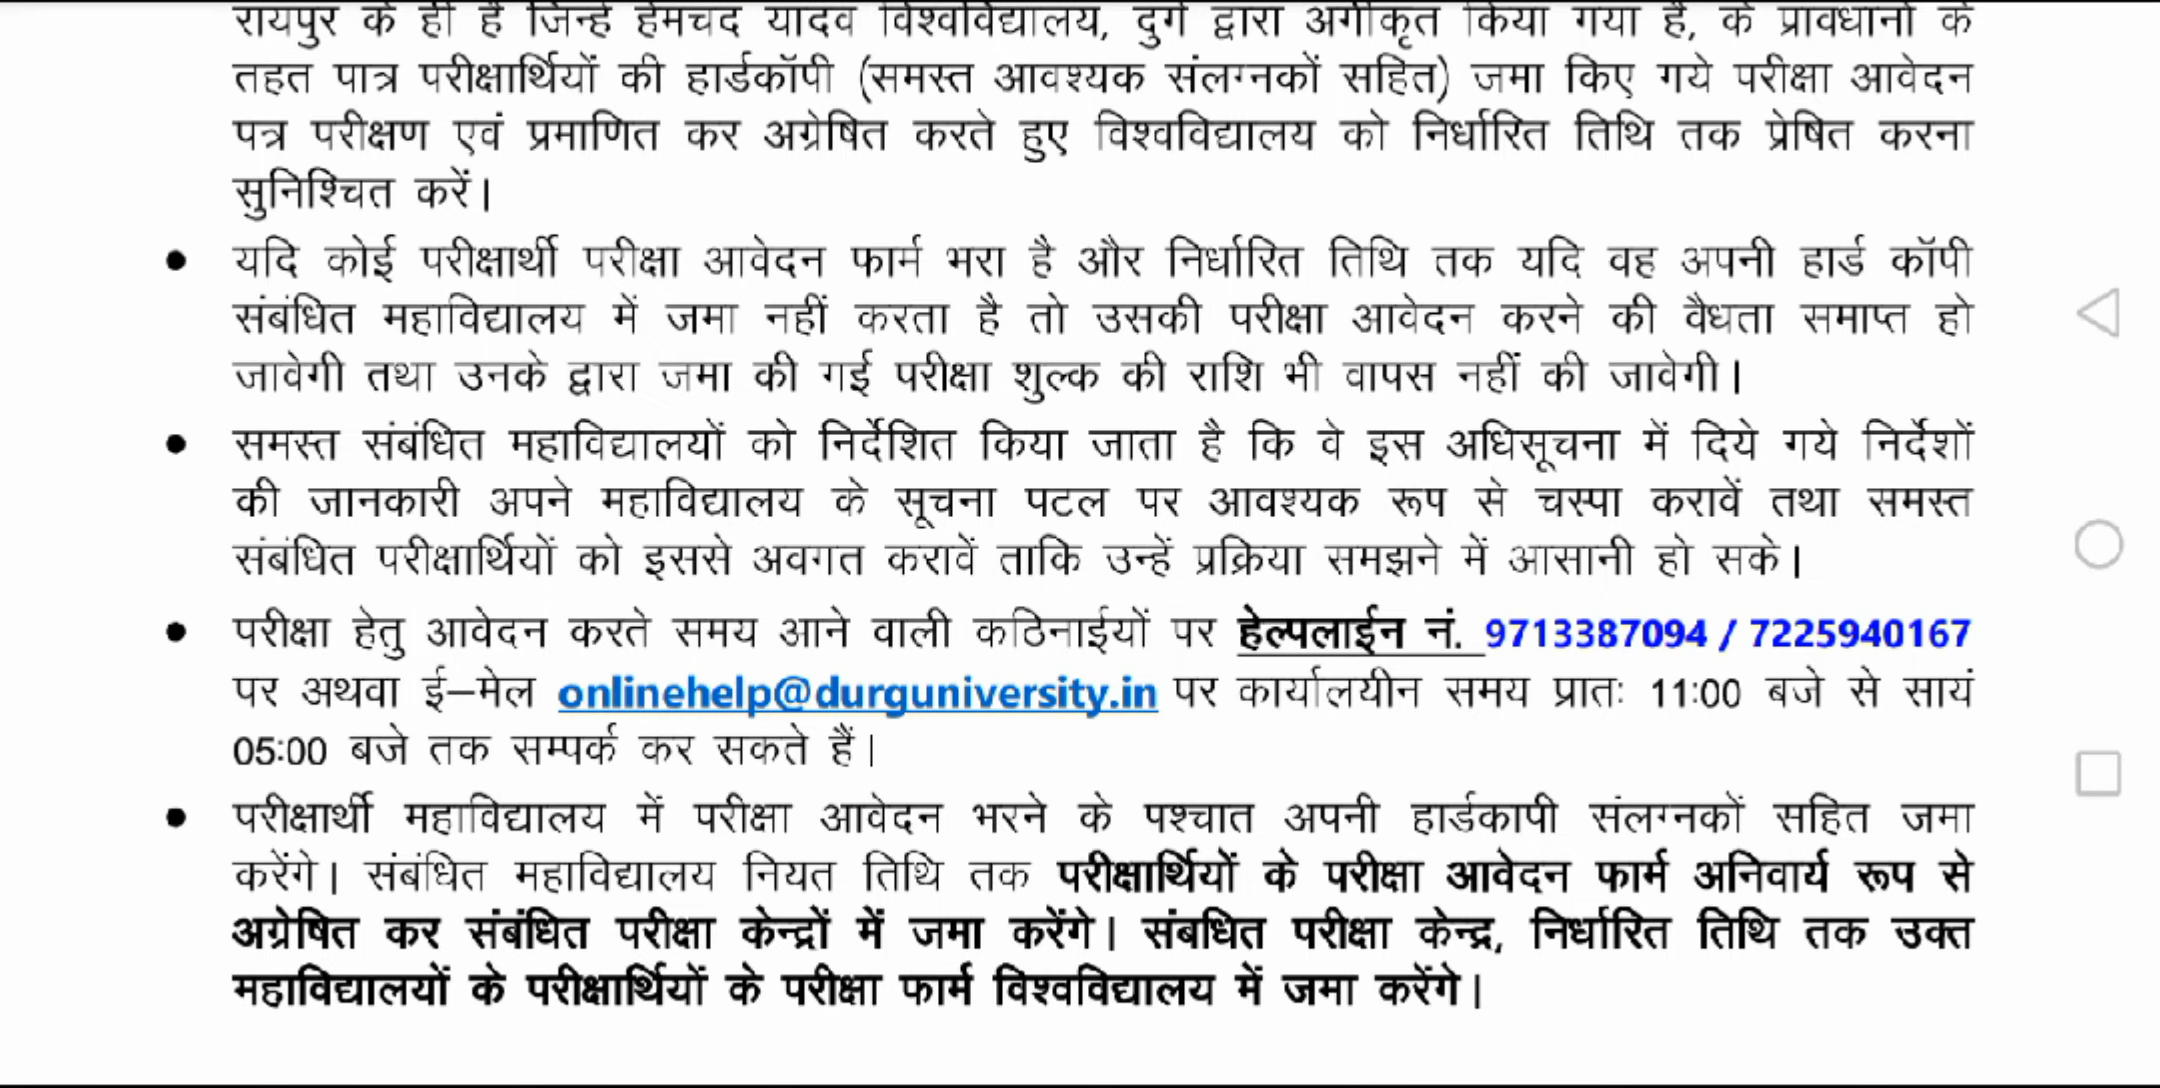 रायपुर के ही हैं जिन्हें हेमचंद यादव विश्वविद्यालय, दुर्ग द्वारा अंगीकृत किया गया है, के प्रावधानों के
तहत पात्र परीक्षार्थियों की हार्डकॉपी (समस्त आवश्यक संलग्नकों सहित) जमा किए गये परीक्षा आवेदन
पत्र परीक्षण एवं प्रमाणित कर अग्रेषित करते हुए विश्वविद्यालय को निर्धारित तिथि तक प्रेषित करना
सुनिश्चित करें।
• यदि कोई परीक्षार्थी परीक्षा आवेदन फार्म भरा है और निर्धारित तिथि तक यदि वह अपनी हार्ड कॉपी
संबंधित महाविद्यालय में जमा नहीं करता है तो उसकी परीक्षा आवेदन करने की वैधता समाप्त हो
जावेगी तथा उनके द्वारा जमा की गई परीक्षा शुल्क की राशि भी वापस नहीं की जावेगी।
• समस्त संबंधित महाविद्यालयों को निर्देशित किया जाता है कि वे इस अधिसूचना में दिये गये निर्देशों
की जानकारी अपने महाविद्यालय के सूचना पटल पर आवश्यक रूप से चस्पा करावें तथा समस्त
संबंधित परीक्षार्थियों को इससे अवगत करावें ताकि उन्हें प्रक्रिया समझने में आसानी हो सके।
• परीक्षा हेतु आवेदन करते समय आने वाली कठिनाईयों पर हेल्पलाईन नं. 9713387094 / 7225940167
पर अथवा ई–मेल onlinehelp@durguniversity.in पर कार्यालयीन समय प्रातः 11:00 बजे से सायं
05:00 बजे तक सम्पर्क कर सकते हैं।
• परीक्षार्थी महाविद्यालय में परीक्षा आवेदन भरने के पश्चात अपनी हार्डकापी संलग्नकों सहित जमा
करेंगे। संबंधित महाविद्यालय नियत तिथि तक परीक्षार्थियों के परीक्षा आवेदन फार्म अनिवार्य रूप से
अग्रेषित कर संबंधित परीक्षा केन्द्रों में जमा करेंगे। संबधित परीक्षा केन्द्र, निर्धारित तिथि तक उक्त
महाविद्यालयों के परीक्षार्थियों के परीक्षा फार्म विश्वविद्यालय में जमा करेंगे।